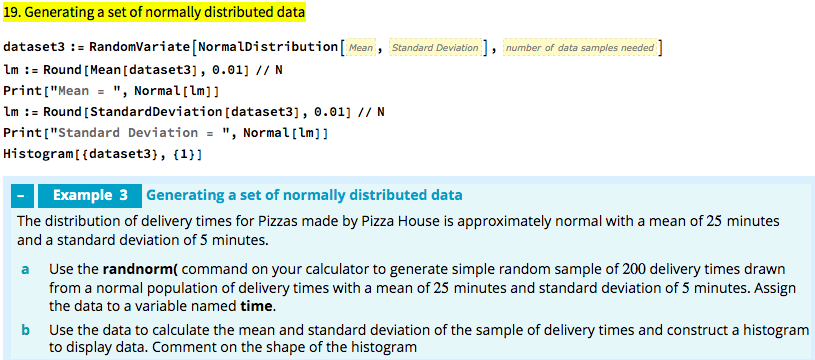 19. Generating a set of normally distributed data
dataset3 := RandomVariate[NormalDistribution[Mean, Standard Deviation], number of data samples needed]
lm := Round[Mean[dataset3], 0.01] // N
Print["Mean = ", Normal[lm]]
lm := Round[StandardDeviation[dataset3], 0.01] // N
Print["Standard Deviation = ", Normal[lm]]
Histogram[{dataset3}, {1}]
– Example 3 Generating a set of normally distributed data
The distribution of delivery times for Pizzas made by Pizza House is approximately normal with a mean of 25 minutes
and a standard deviation of 5 minutes.
a Use the randnorm( command on your calculator to generate simple random sample of 200 delivery times drawn
from a normal population of delivery times with a mean of 25 minutes and standard deviation of 5 minutes. Assign
the data to a variable named time.
b Use the data to calculate the mean and standard deviation of the sample of delivery times and construct a histogram
to display data. Comment on the shape of the histogram